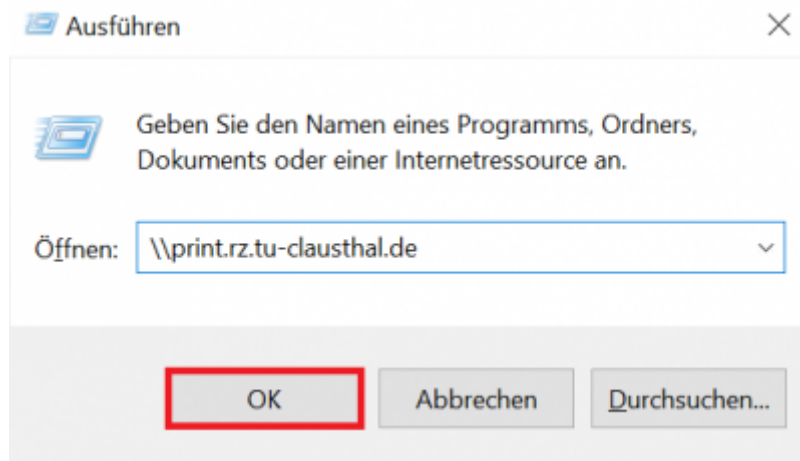 Ausführen
Geben Sie den Namen eines Programms, Ordners,
Dokuments oder einer Internetressource an.
Öffnen: \\print.rz.tu-clausthal.de
OK Abbrechen Durchsuchen...